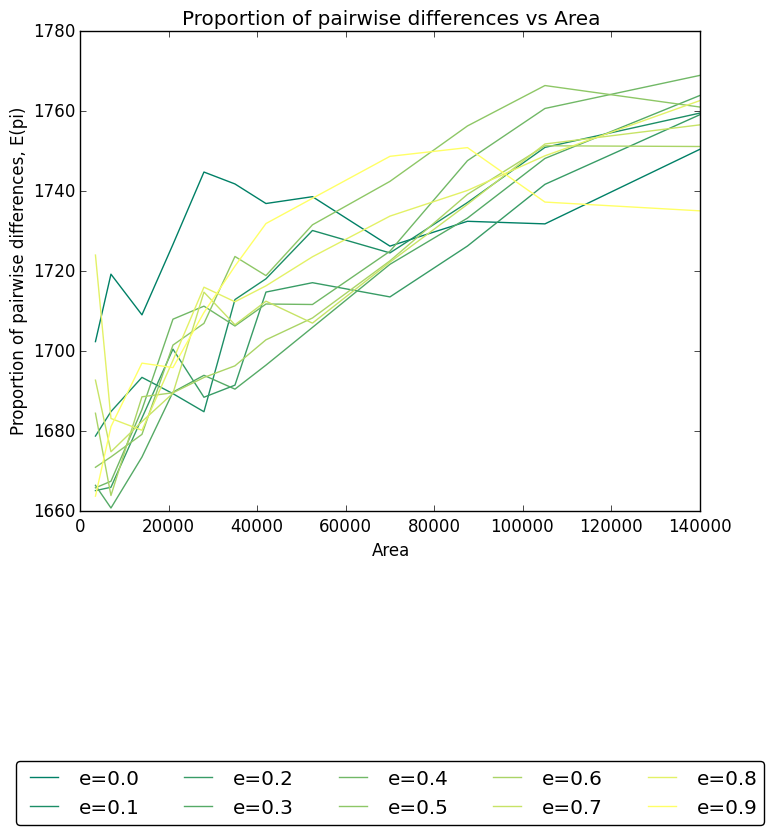 Proportion of pairwise differences vs Area
Proportion of pairwise differences, E(pi)
1780
1760
1740
1720
1700
1680
1660
0 20000 40000 60000 80000 100000 120000 140000
Area
e=0.0 e=0.2 e=0.4 e=0.6 e=0.8
e=0.1 e=0.3 e=0.5 e=0.7 e=0.9